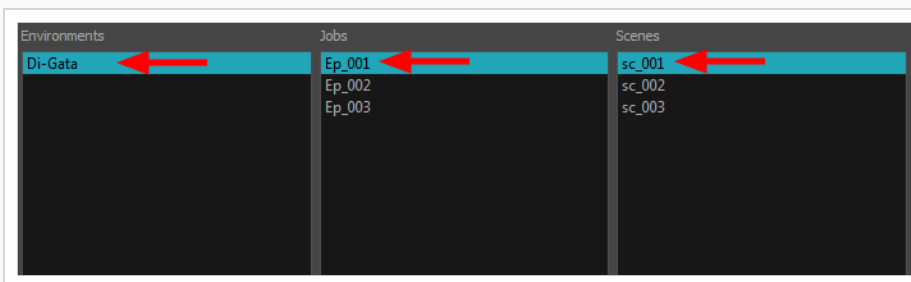 Environments
Jobs
Scenes
Di-Gata
Ep_001
sc_001
Ep_002
sc_002
Ep_003
sc_003